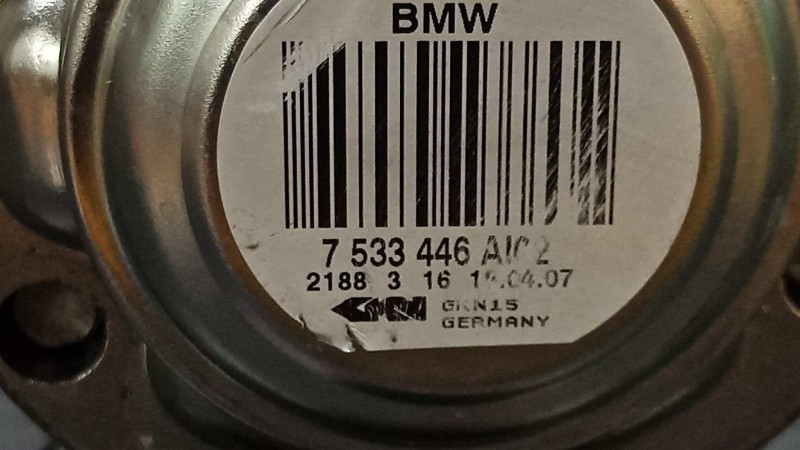 BMW
7 533 446
2188 3 16
GKN15
GERMANY